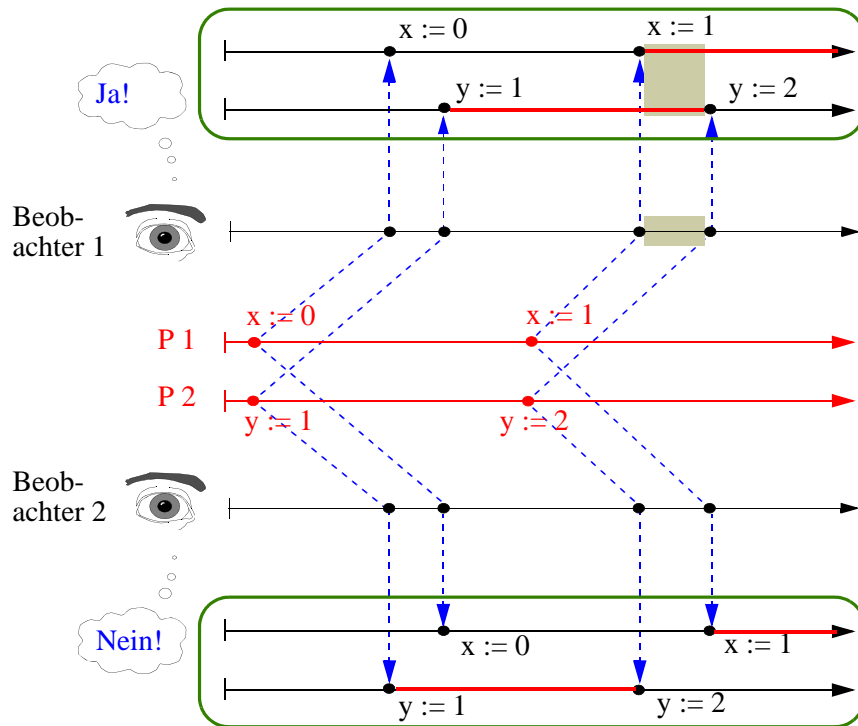 x := 0
x := 1
Ja!
y := 1
y := 2
Beob-
achter 1
x := 0
x := 1
P 1
P 2
y := 1
y := 2
Beob-
achter 2
Nein!
x := 0
x := 1
y := 1
y := 2